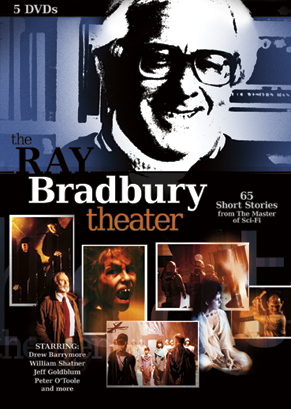 5 DVDs
the
RAY
Bradbury
theater
65
Short Stories
from The Master
of Sci-Fi
STARRING:
Drew Barrymore
William Shatner
Jeff Goldblum
Peter O'Toole
and more